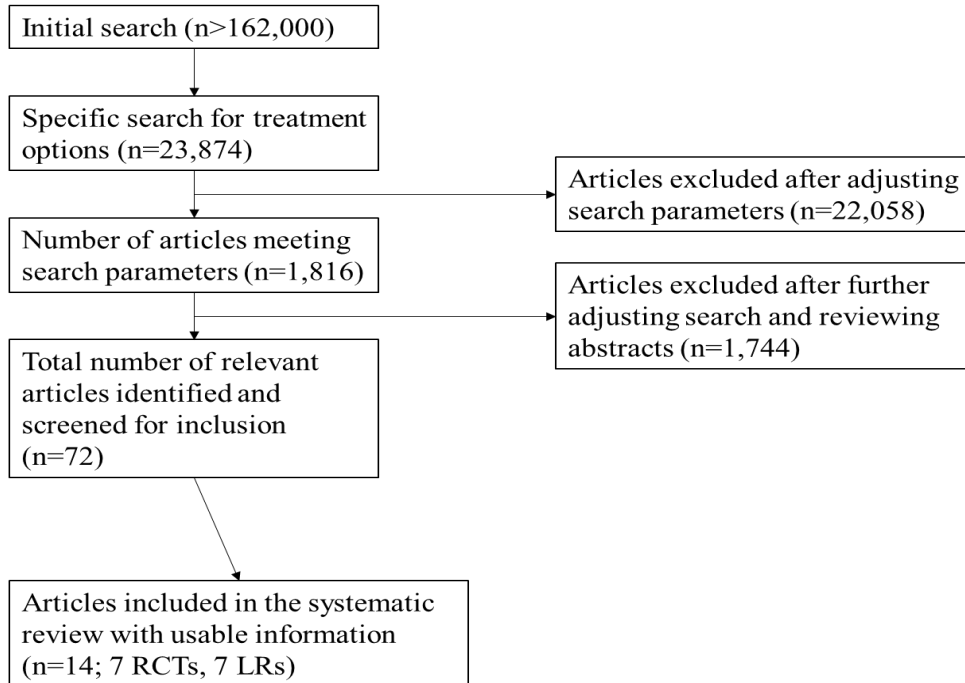 Initial search (n>162,000)
Specific search for treatment
options (n=23,874)
Articles excluded after adjusting
search parameters (n=22,058)
Number of articles meeting
search parameters (n=1,816)
Articles excluded after further
adjusting search and reviewing
abstracts (n=1,744)
Total number of relevant
articles identified and
screened for inclusion
(n=72)
Articles included in the systematic
review with usable information
(n=14; 7 RCTs, 7 LRs)